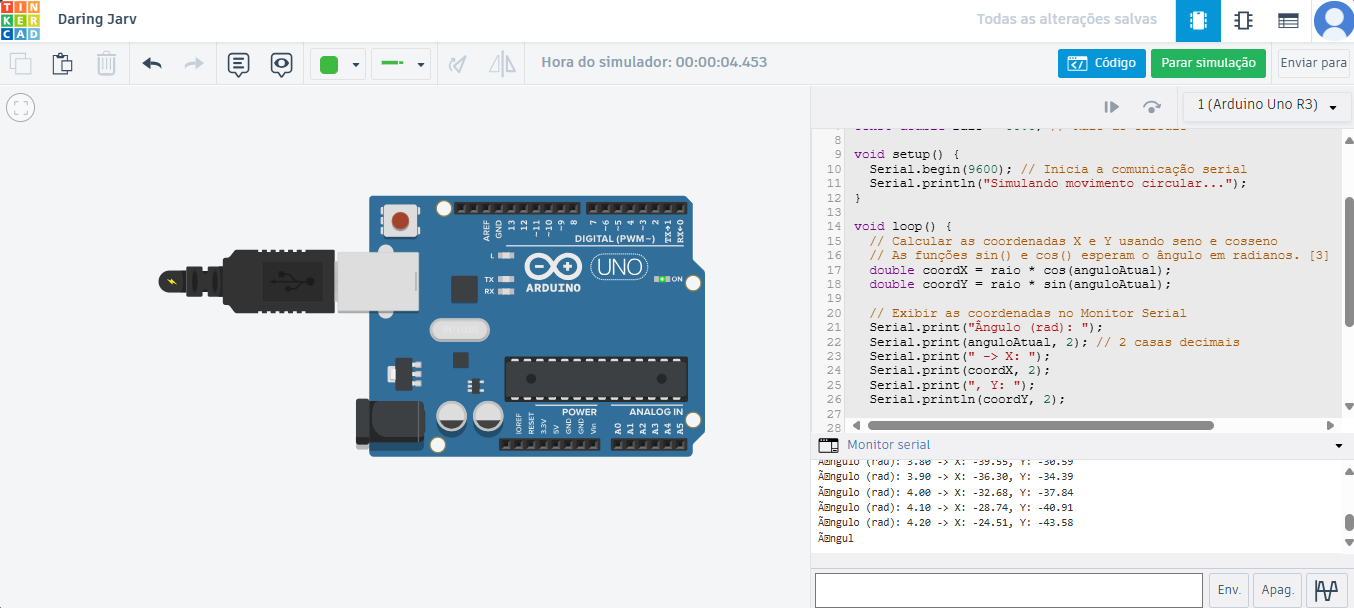 TIN
KER
CAD
Daring Jarv
Todas as alterações salvas
Hora do simulador: 00:00:04.453
Código
Parar simulação
Enviar para
1 (Arduino Uno R3)
8
9 void setup() {
10 Serial.begin(9600); // Inicia a comunicação serial
11 Serial.println("Simulando movimento circular...");
12 }
13
14 void loop() {
15 // Calcular as coordenadas X e Y usando seno e cosseno
16 // As funções sin() e cos() esperam o ângulo em radianos. [3]
17 double coordX = raio * cos(anguloAtual);
18 double coordY = raio * sin(anguloAtual);
19
20 // Exibir as coordenadas no Monitor Serial
21 Serial.print("Ângulo (rad): ");
22 Serial.print(anguloAtual, 2); // 2 casas decimais
23 Serial.print(" -> X: ");
24 Serial.print(coordX, 2);
25 Serial.print(", Y: ");
26 Serial.println(coordY, 2);
27
28
AREF
GND
13
12
~11
~10
~9
8
7
~6
~5
4
~3
2
TX→1
RX←0
DIGITAL (PWM~)
L
TX
RX
UNO
ARDUINO
ON
POWER
ANALOG IN
IOREF
RESET
3.3V
5V
GND
GND
Vin
A0
A1
A2
A3
A4
A5
Monitor serial
(rad): 3.80 -> X: -39.55, Y: -30.59
ngulo (rad): 3.90 -> X: -36.30, Y: -34.39
ngulo (rad): 4.00 -> X: -32.68, Y: -37.84
ngulo (rad): 4.10 -> X: -28.74, Y: -40.91
ngulo (rad): 4.20 -> X: -24.51, Y: -43.58
ngul
Env.
Apag.